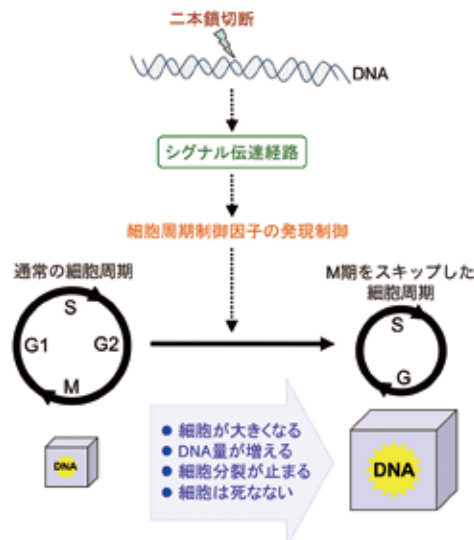 二本鎖切断
DNA
シグナル伝達経路
細胞周期制御因子の発現制御
通常の細胞周期
S
G1
G2
M
M期をスキップした
細胞周期
S
G
● 細胞が大きくなる
● DNA量が増える
● 細胞分裂が止まる
● 細胞は死なない
DNA
DNA